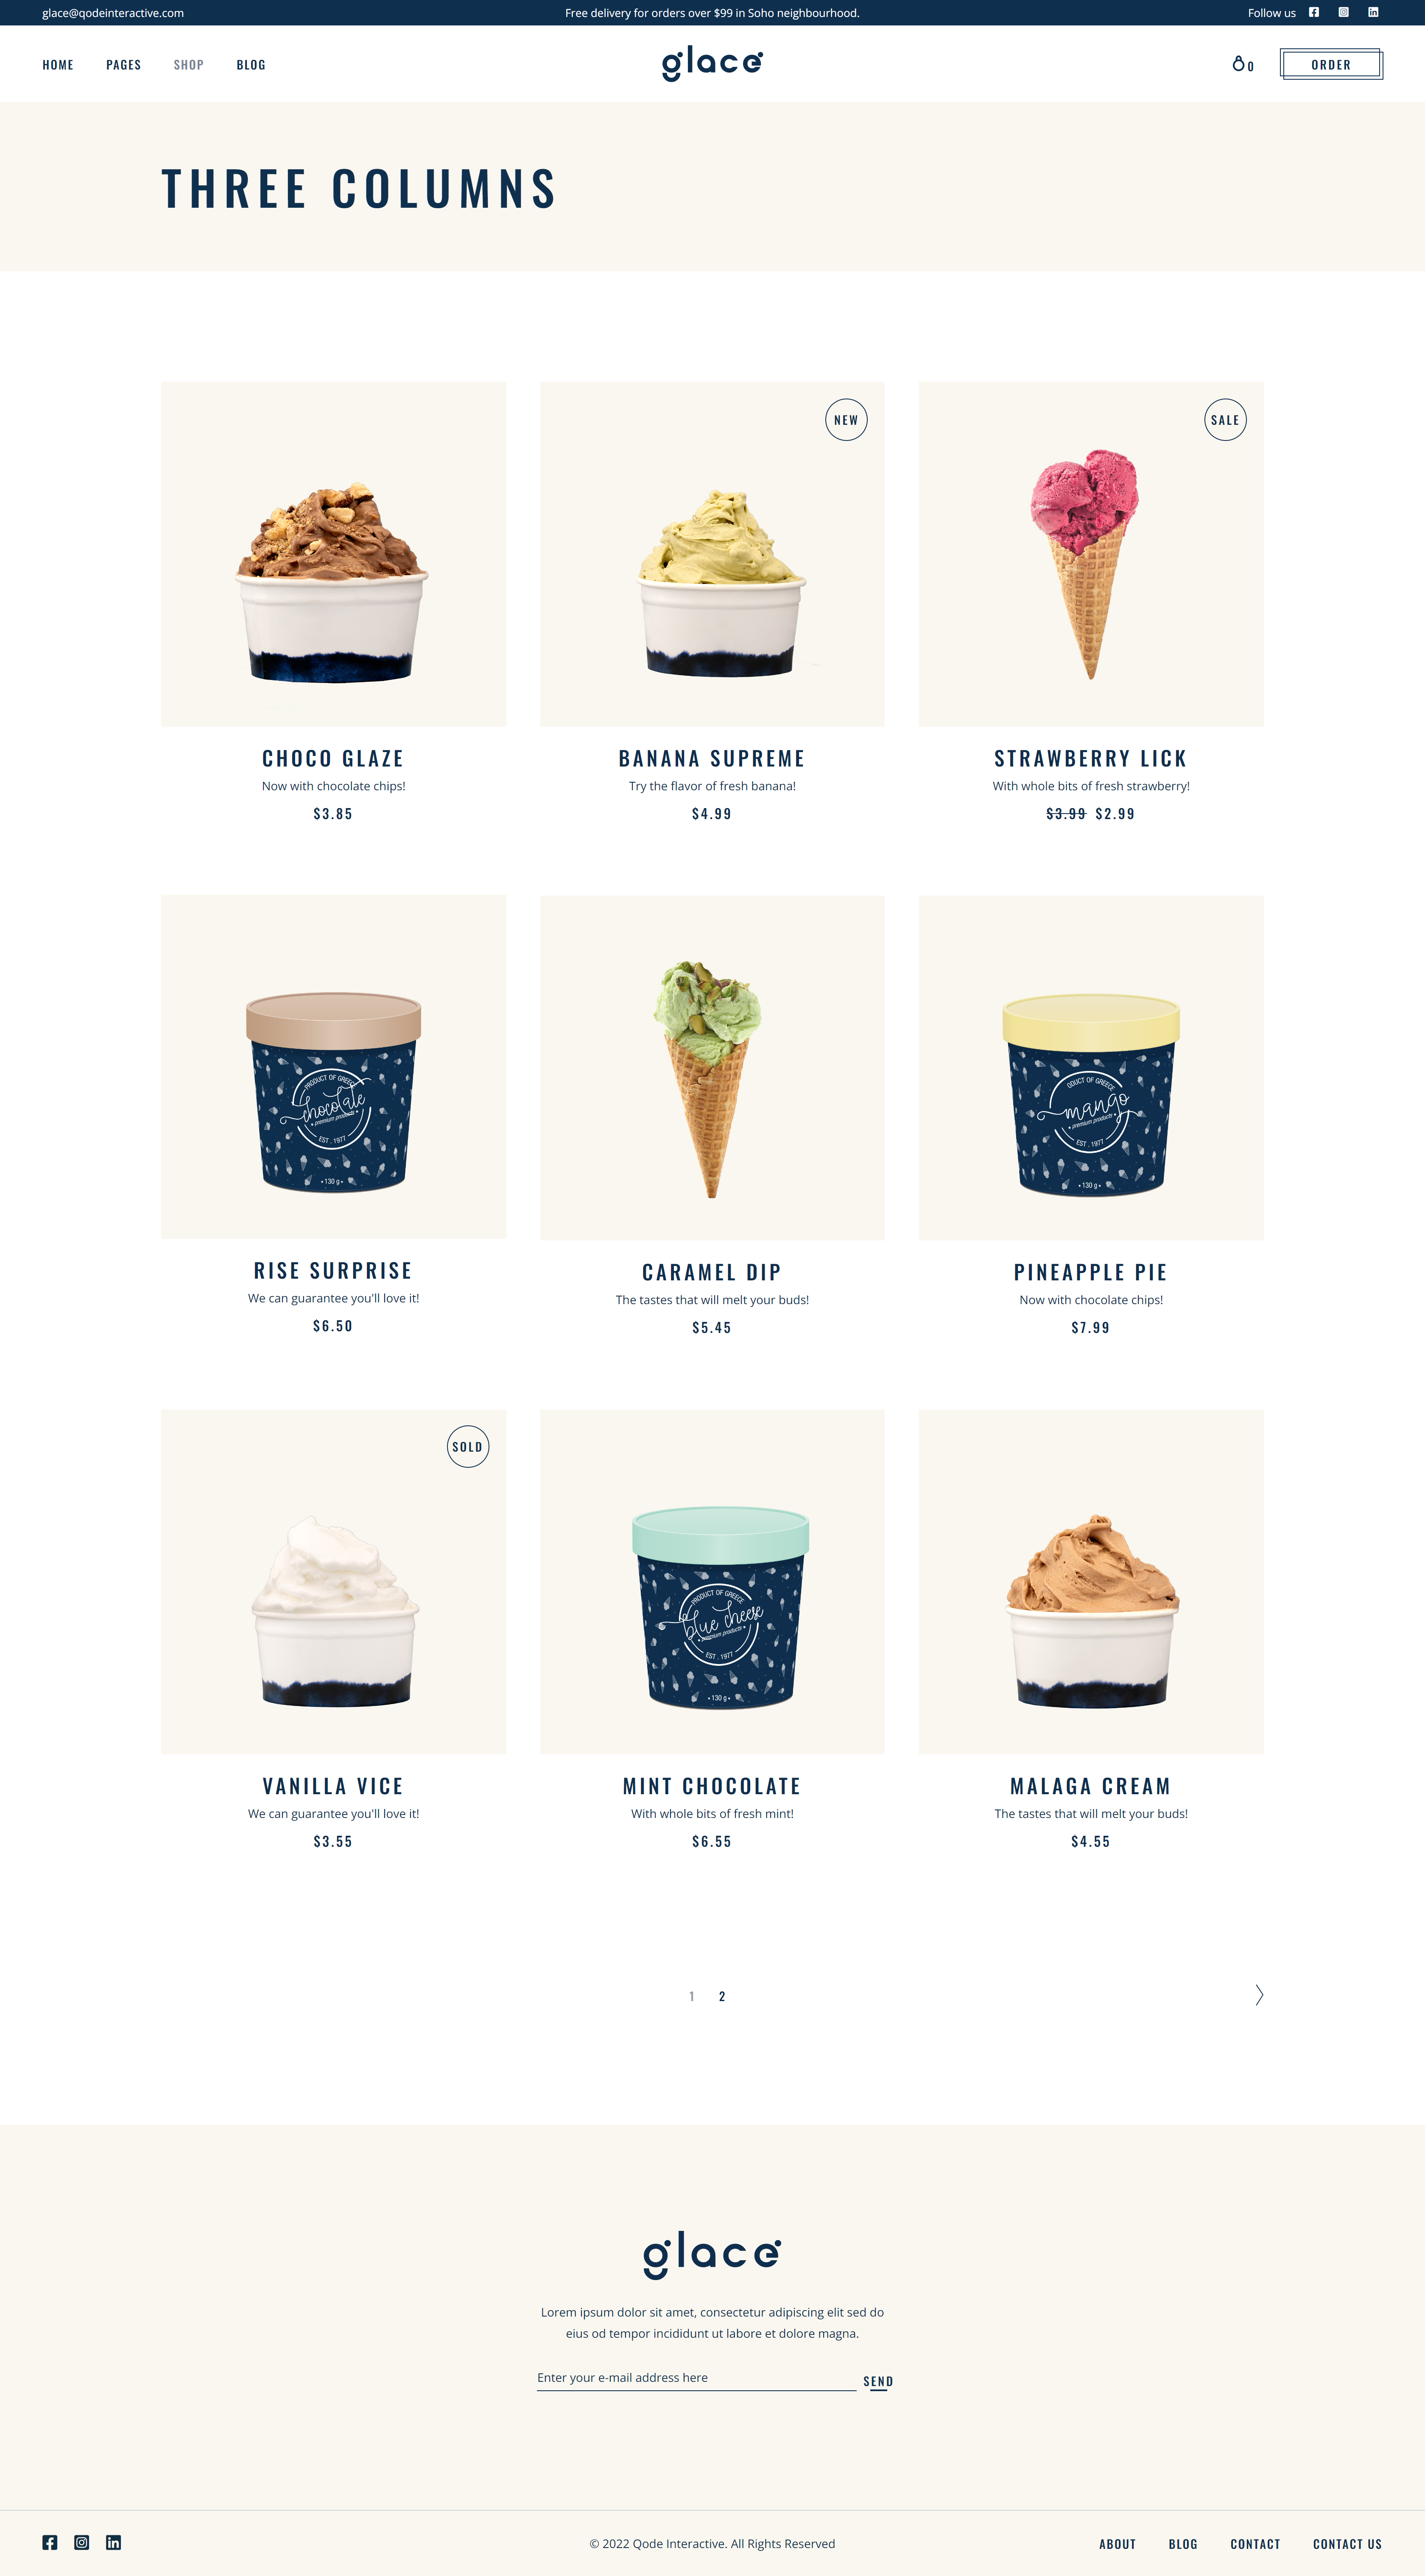 glace@qodeinteractive.com
Free delivery for orders over $99 in Soho neighbourhood.
Follow us
HOME PAGES SHOP BLOG
glacé
0
ORDER
THREE COLUMNS
NEW
SALE
CHOCO GLAZE
Now with chocolate chips!
$3.85
BANANA SUPREME
Try the flavor of fresh banana!
$4.99
STRAWBERRY LICK
With whole bits of fresh strawberry!
$3.99 $2.99
PRODUCT OF GREECE
chocolate
premium products
EST . 1977
130 g
ODUCT OF GREECE
mango
premium products
EST . 1977
130 g
RISE SURPRISE
We can guarantee you'll love it!
$6.50
CARAMEL DIP
The tastes that will melt your buds!
$5.45
PINEAPPLE PIE
Now with chocolate chips!
$7.99
SOLD
PRODUCT OF GREECE
blue cheese
premium products
EST . 1977
130 g
VANILLA VICE
We can guarantee you'll love it!
$3.55
MINT CHOCOLATE
With whole bits of fresh mint!
$6.55
MALAGA CREAM
The tastes that will melt your buds!
$4.55
1 2
glacé
Lorem ipsum dolor sit amet, consectetur adipiscing elit sed do
eius od tempor incididunt ut labore et dolore magna.
Enter your e-mail address here
SEND
© 2022 Qode Interactive. All Rights Reserved
ABOUT BLOG CONTACT CONTACT US